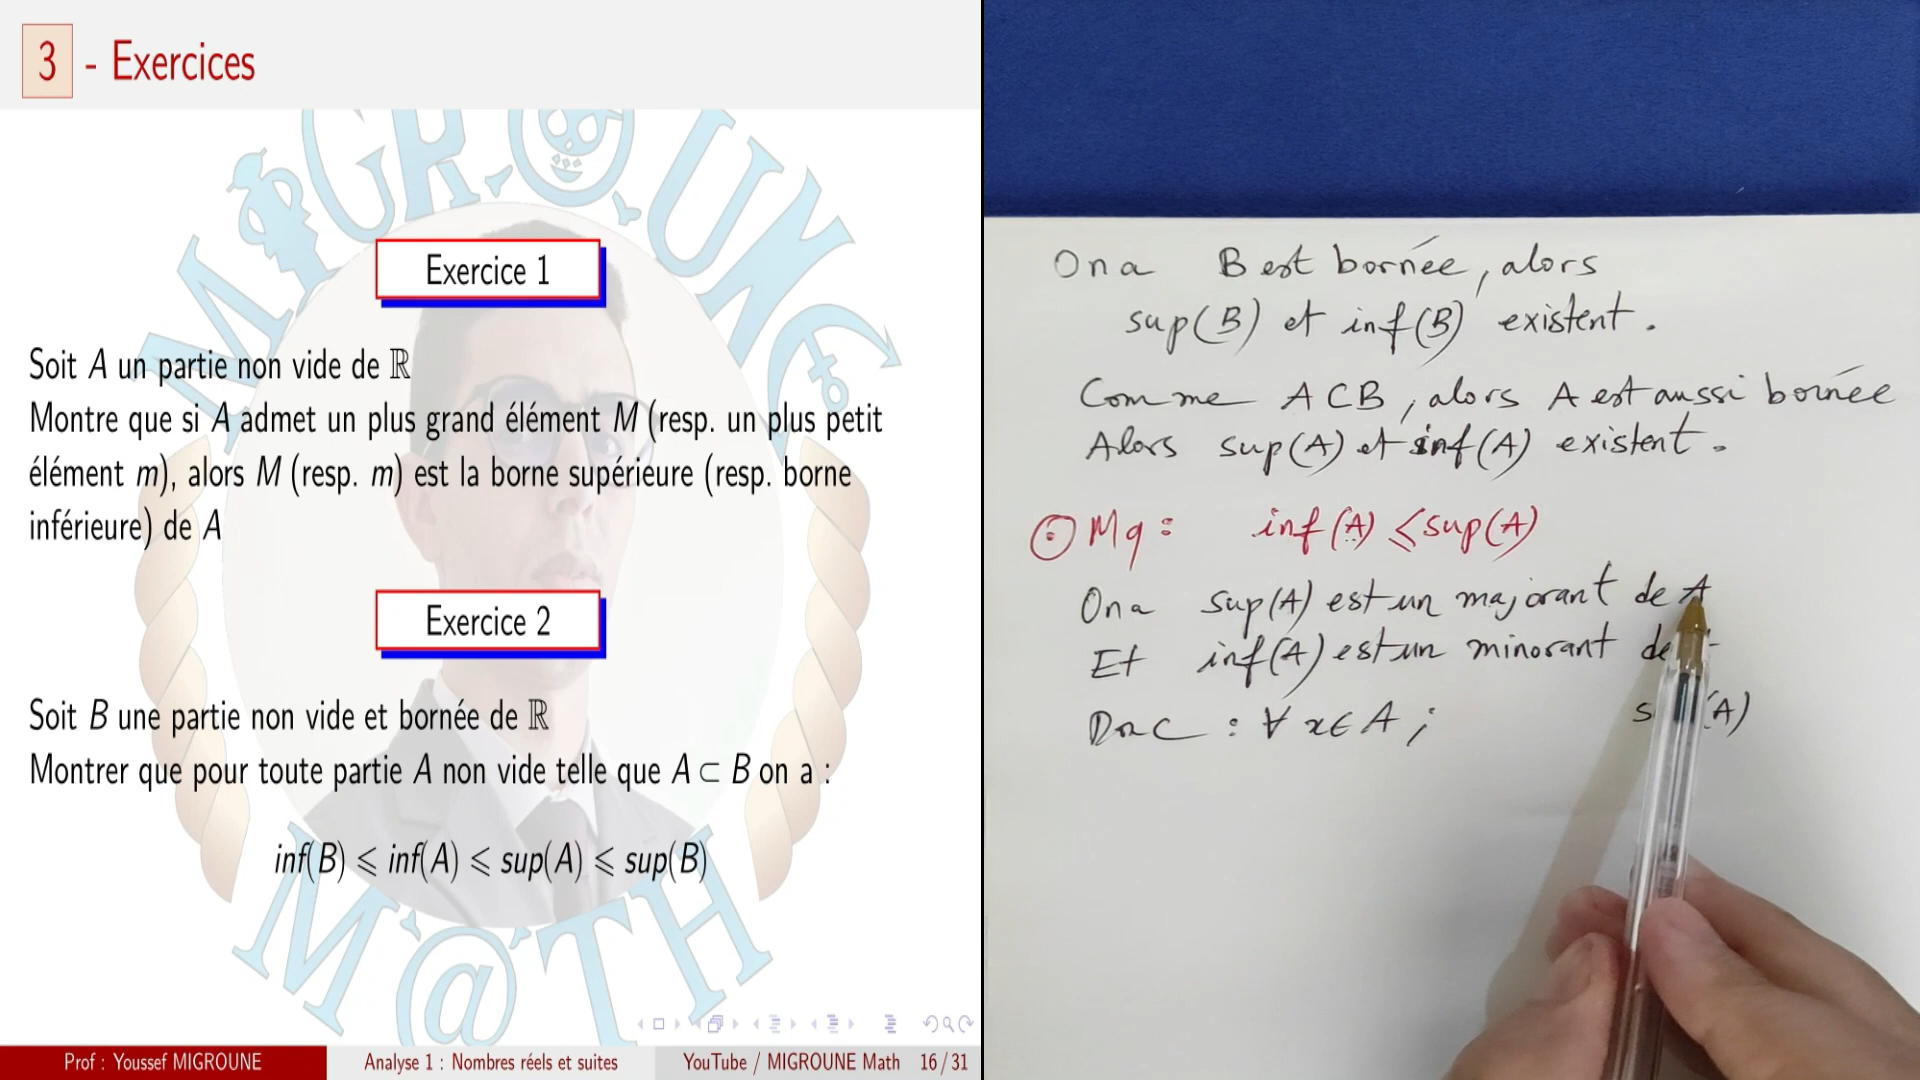 3 - Exercices
MIGROUNE
Exercice 1
Soit A un partie non vide de ℝ
Montre que si A admet un plus grand élément M (resp. un plus petit
élément m), alors M (resp. m) est la borne supérieure (resp. borne
inférieure) de A
Exercice 2
Soit B une partie non vide et bornée de ℝ
Montrer que pour toute partie A non vide telle que A ⊂ B on a :
inf(B) ⩽ inf(A) ⩽ sup(A) ⩽ sup(B)
M@TH
Prof : Youssef MIGROUNE Analyse 1 : Nombres réels et suites YouTube / MIGROUNE Math 16 / 31
On a B est bornée, alors
sup(B) et inf(B) existent.
Comme A⊂B, alors A est aussi bornée
Alors sup(A) et inf(A) existent.
⊙ Mq : inf(A) ⩽ sup(A)
On a sup(A) est un majorant de A
Et inf(A) est un minorant de
Donc : ∀ x ∈ A ; (A)